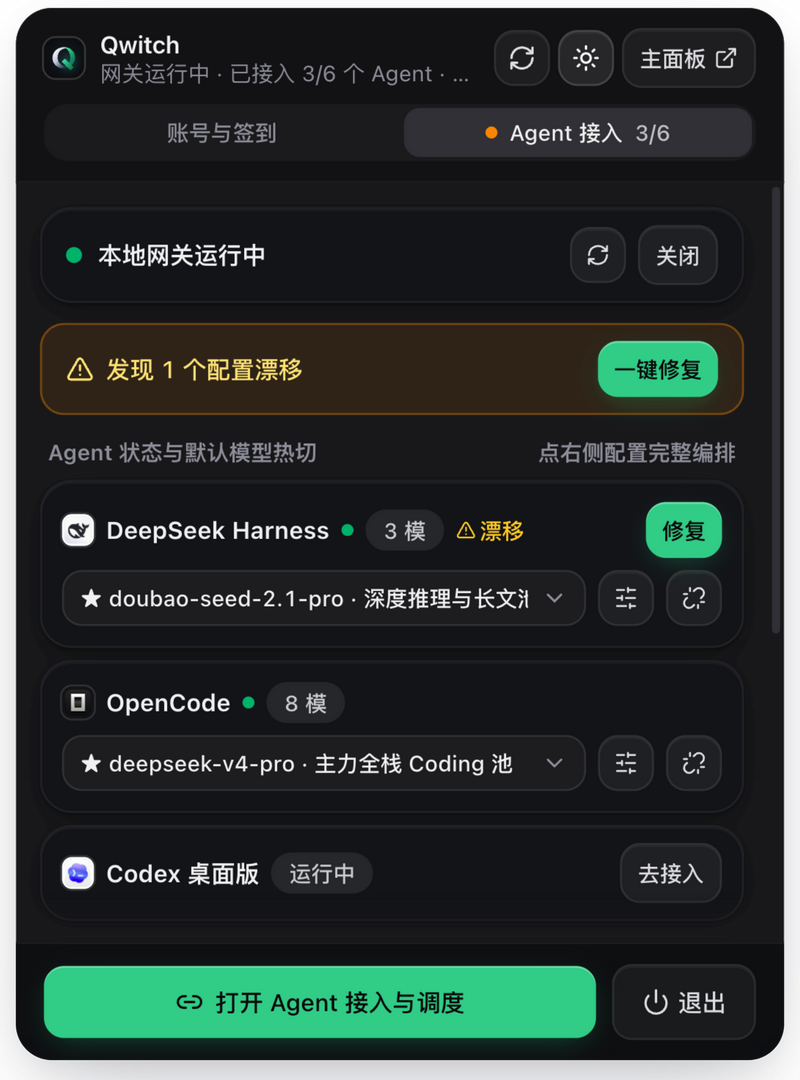 Qwitch
网关运行中 · 已接入 3/6 个 Agent · ...
主面板
账号与签到
Agent 接入 3/6
本地网关运行中
关闭
发现 1 个配置漂移
一键修复
Agent 状态与默认模型热切
点右侧配置完整编排
DeepSeek Harness
3 模
漂移
修复
★ doubao-seed-2.1-pro · 深度推理与长文
OpenCode
8 模
★ deepseek-v4-pro · 主力全栈 Coding 池
Codex 桌面版
运行中
去接入
打开 Agent 接入与调度
退出